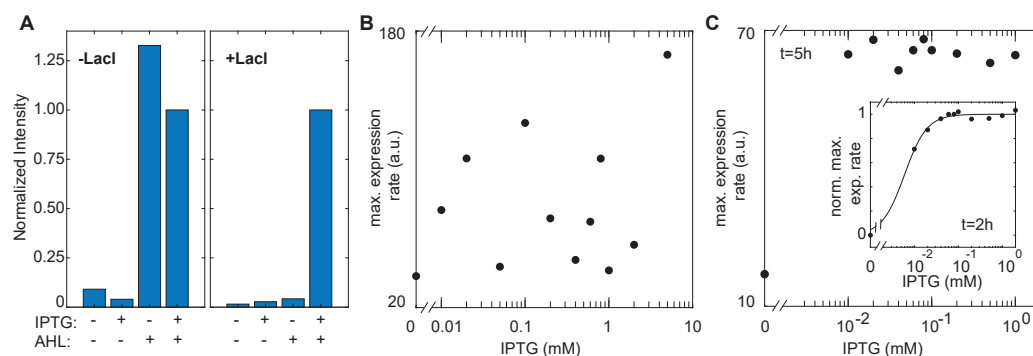 A
B
C
-LacI
+LacI
Normalized Intensity
1.25
1.00
0.75
0.50
0.25
0
IPTG: - + - + - + - +
AHL: - - + + - - + +
180
20
max. expression
rate (a.u.)
0 0.01 0.1 1 10
IPTG (mM)
70
10
max. expression
rate (a.u.)
t=5h
0 10⁻² 10⁻¹ 10⁰
IPTG (mM)
1
0
norm. max.
exp. rate
t=2h
0 10⁻² 10⁻¹ 10⁰
IPTG (mM)